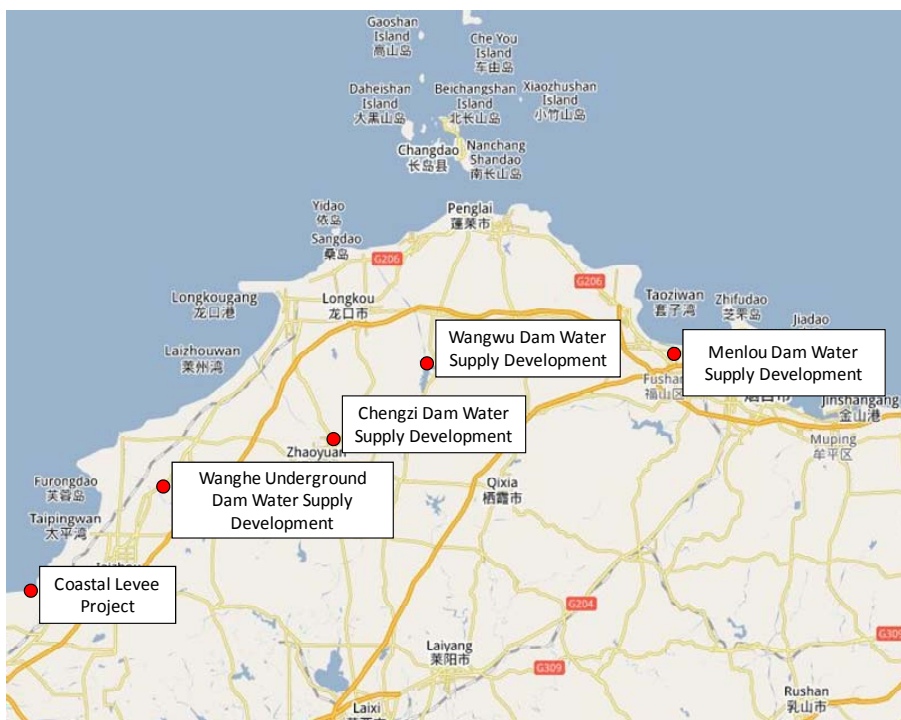 Gaoshan
Island
高山岛
Che You
Island
车由岛
Daheishan
Island
大黑山岛
Beichangshan
Island
北长山岛
Xiaozhushan
Island
小竹山岛
Changdao
长岛县
Nanchang
Shandao
南长山岛
Yidao
依岛
Sangdao
桑岛
Penglai
蓬莱市
G206
G206
Longkougang
龙口港
Longkou
龙口市
Taoziwan
套子湾
Zhifudao
芝罘岛
Jiadao
Laizhouwan
莱州湾
Wangwu Dam Water
Supply Development
Menlou Dam Water
Supply Development
福山区
Jinshangang
金山港
Muping
牟平区
Chengzi Dam Water
Supply Development
Zhaoyuan
Wanghe Underground
Dam Water Supply
Development
Qixia
栖霞市
Furongdao
芙蓉岛
Taipingwan
太平湾
Coastal Levee
Project
G204
Laiyang
莱阳市
G309
G309
Laixi
Rushan
乳山市